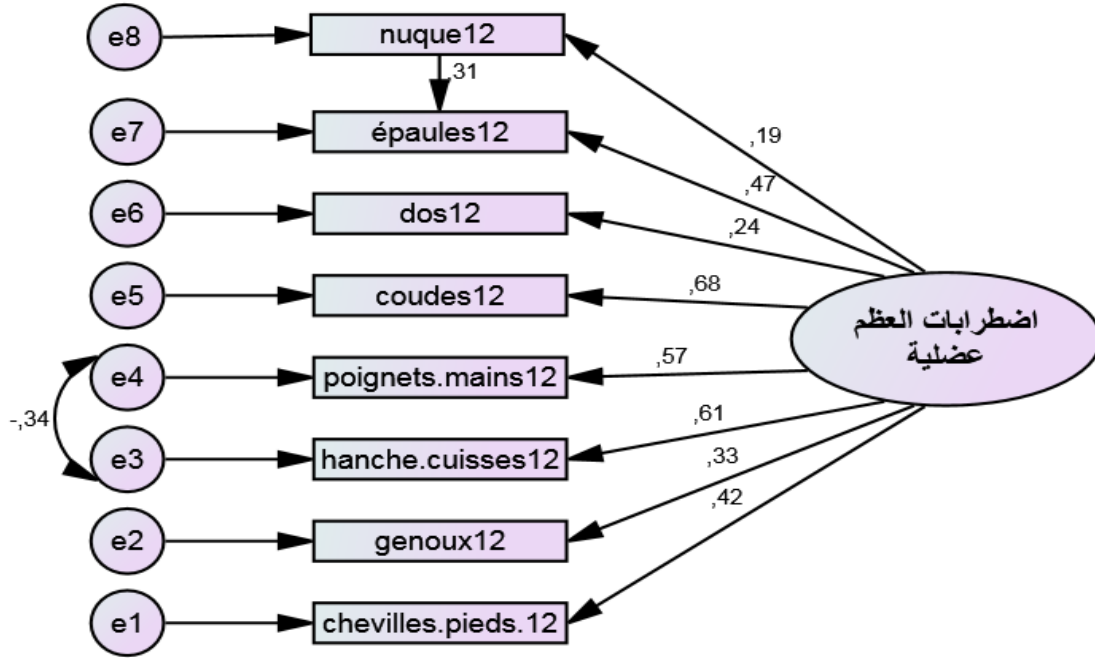 e8
nuque12
,31
e7
épaules12
,19
,47
e6
dos12
,24
e5
coudes12
,68
اضطرابات العظم
عضلية
e4
poignets.mains12
,57
-,34
e3
hanche.cuisses12
,61
,33
e2
genoux12
,42
e1
chevilles.pieds.12